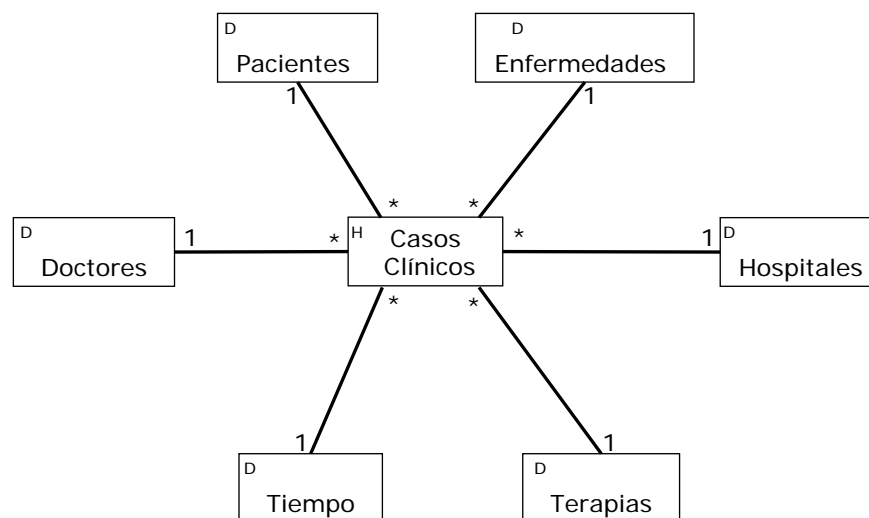 D
Pacientes
1
*
D
Enfermedades
1
*
D
Doctores
1
*
H
Casos
Clínicos
*
1
D
Hospitales
*
1
D
Tiempo
*
1
D
Terapias